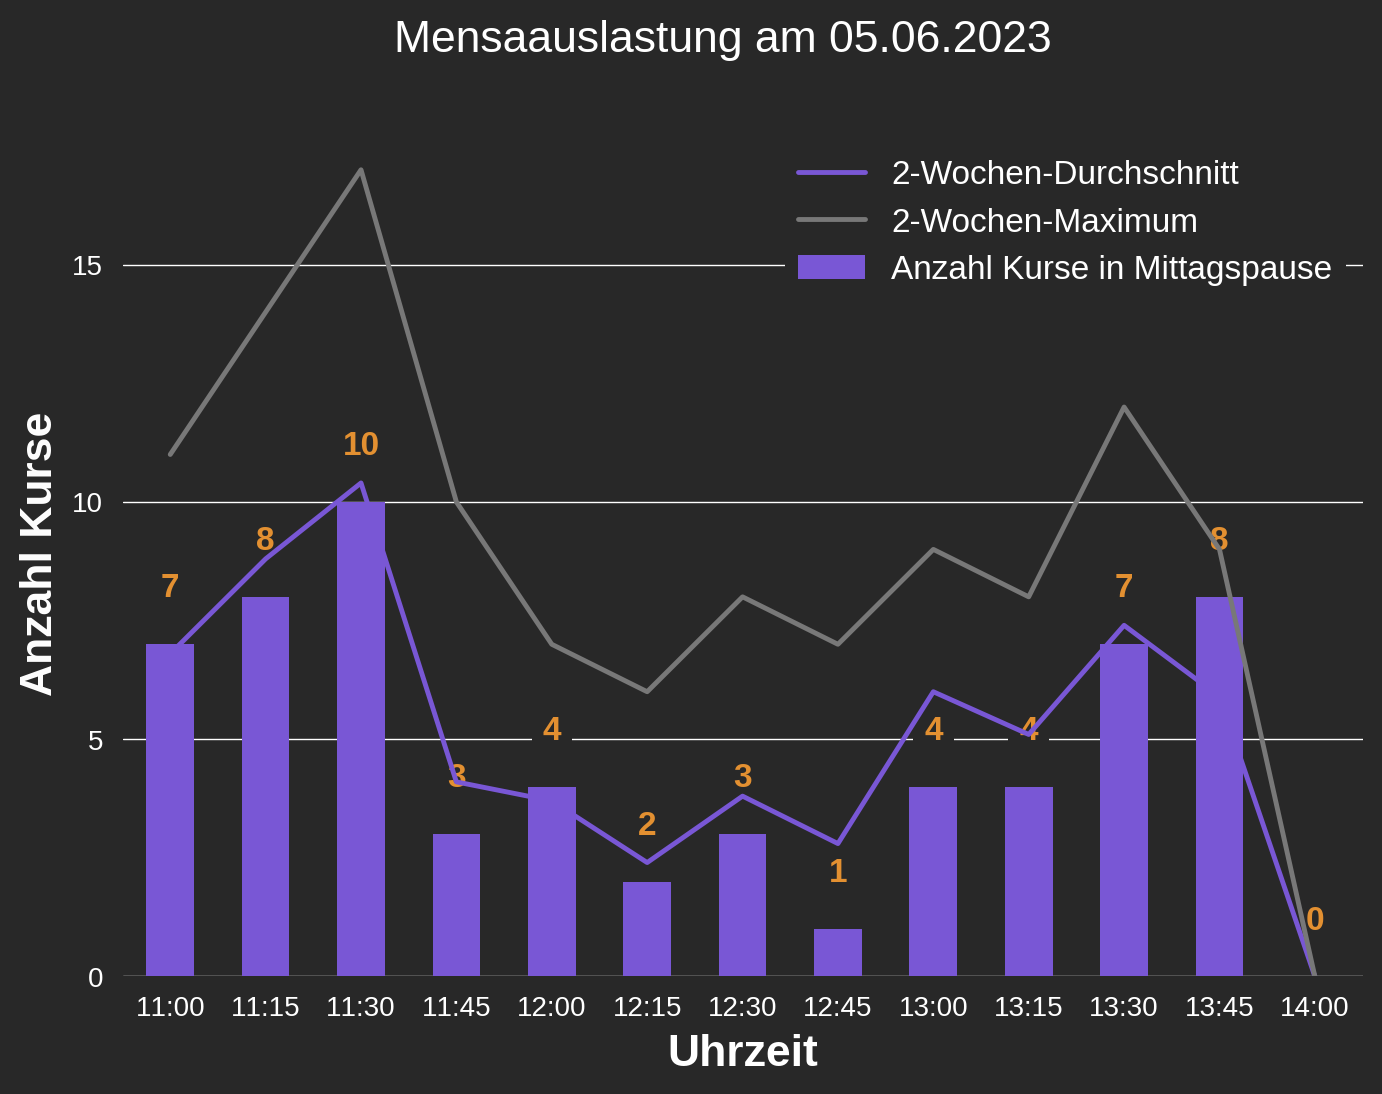 Mensaauslastung am 05.06.2023
2-Wochen-Durchschnitt
2-Wochen-Maximum
Anzahl Kurse in Mittagspause
Anzahl Kurse
15
10
5
0
7
8
10
3
4
2
3
1
4
4
7
8
0
11:00 11:15 11:30 11:45 12:00 12:15 12:30 12:45 13:00 13:15 13:30 13:45 14:00
Uhrzeit